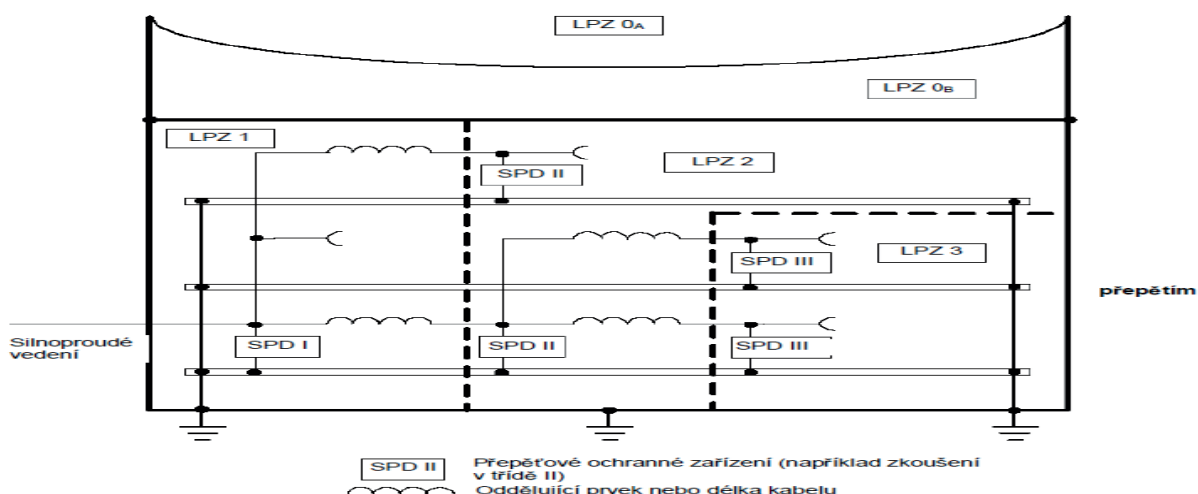 LPZ 0A
LPZ 0B
LPZ 1
SPD II
LPZ 2
SPD III
LPZ 3
přepětím
Silnoproudé
vedení
SPD I
SPD II
SPD III
SPD II
Přepěťové ochranné zařízení (například zkoušení
v třídě II)
Oddělující prvek nebo délka kabelu